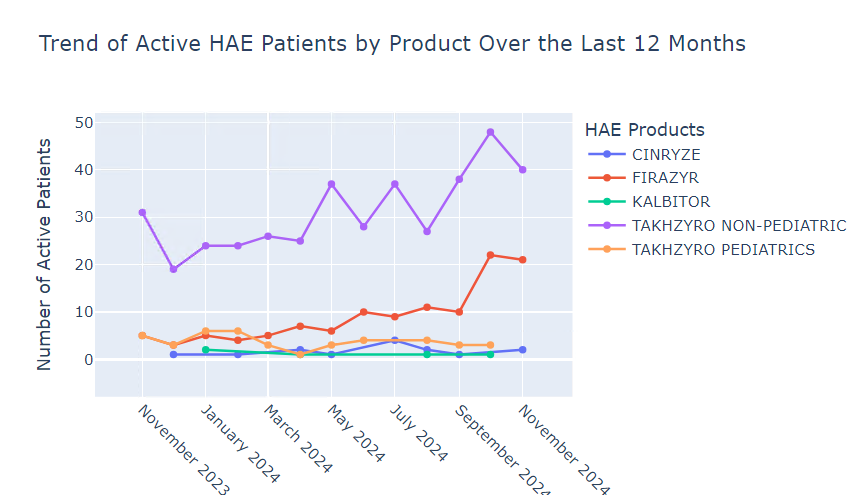 Trend of Active HAE Patients by Product Over the Last 12 Months
Number of Active Patients
50
40
30
20
10
0
November 2023
January 2024
March 2024
May 2024
July 2024
September 2024
November 2024
HAE Products
CINRYZE
FIRAZYR
KALBITOR
TAKHZYRO NON-PEDIATRIC
TAKHZYRO PEDIATRICS